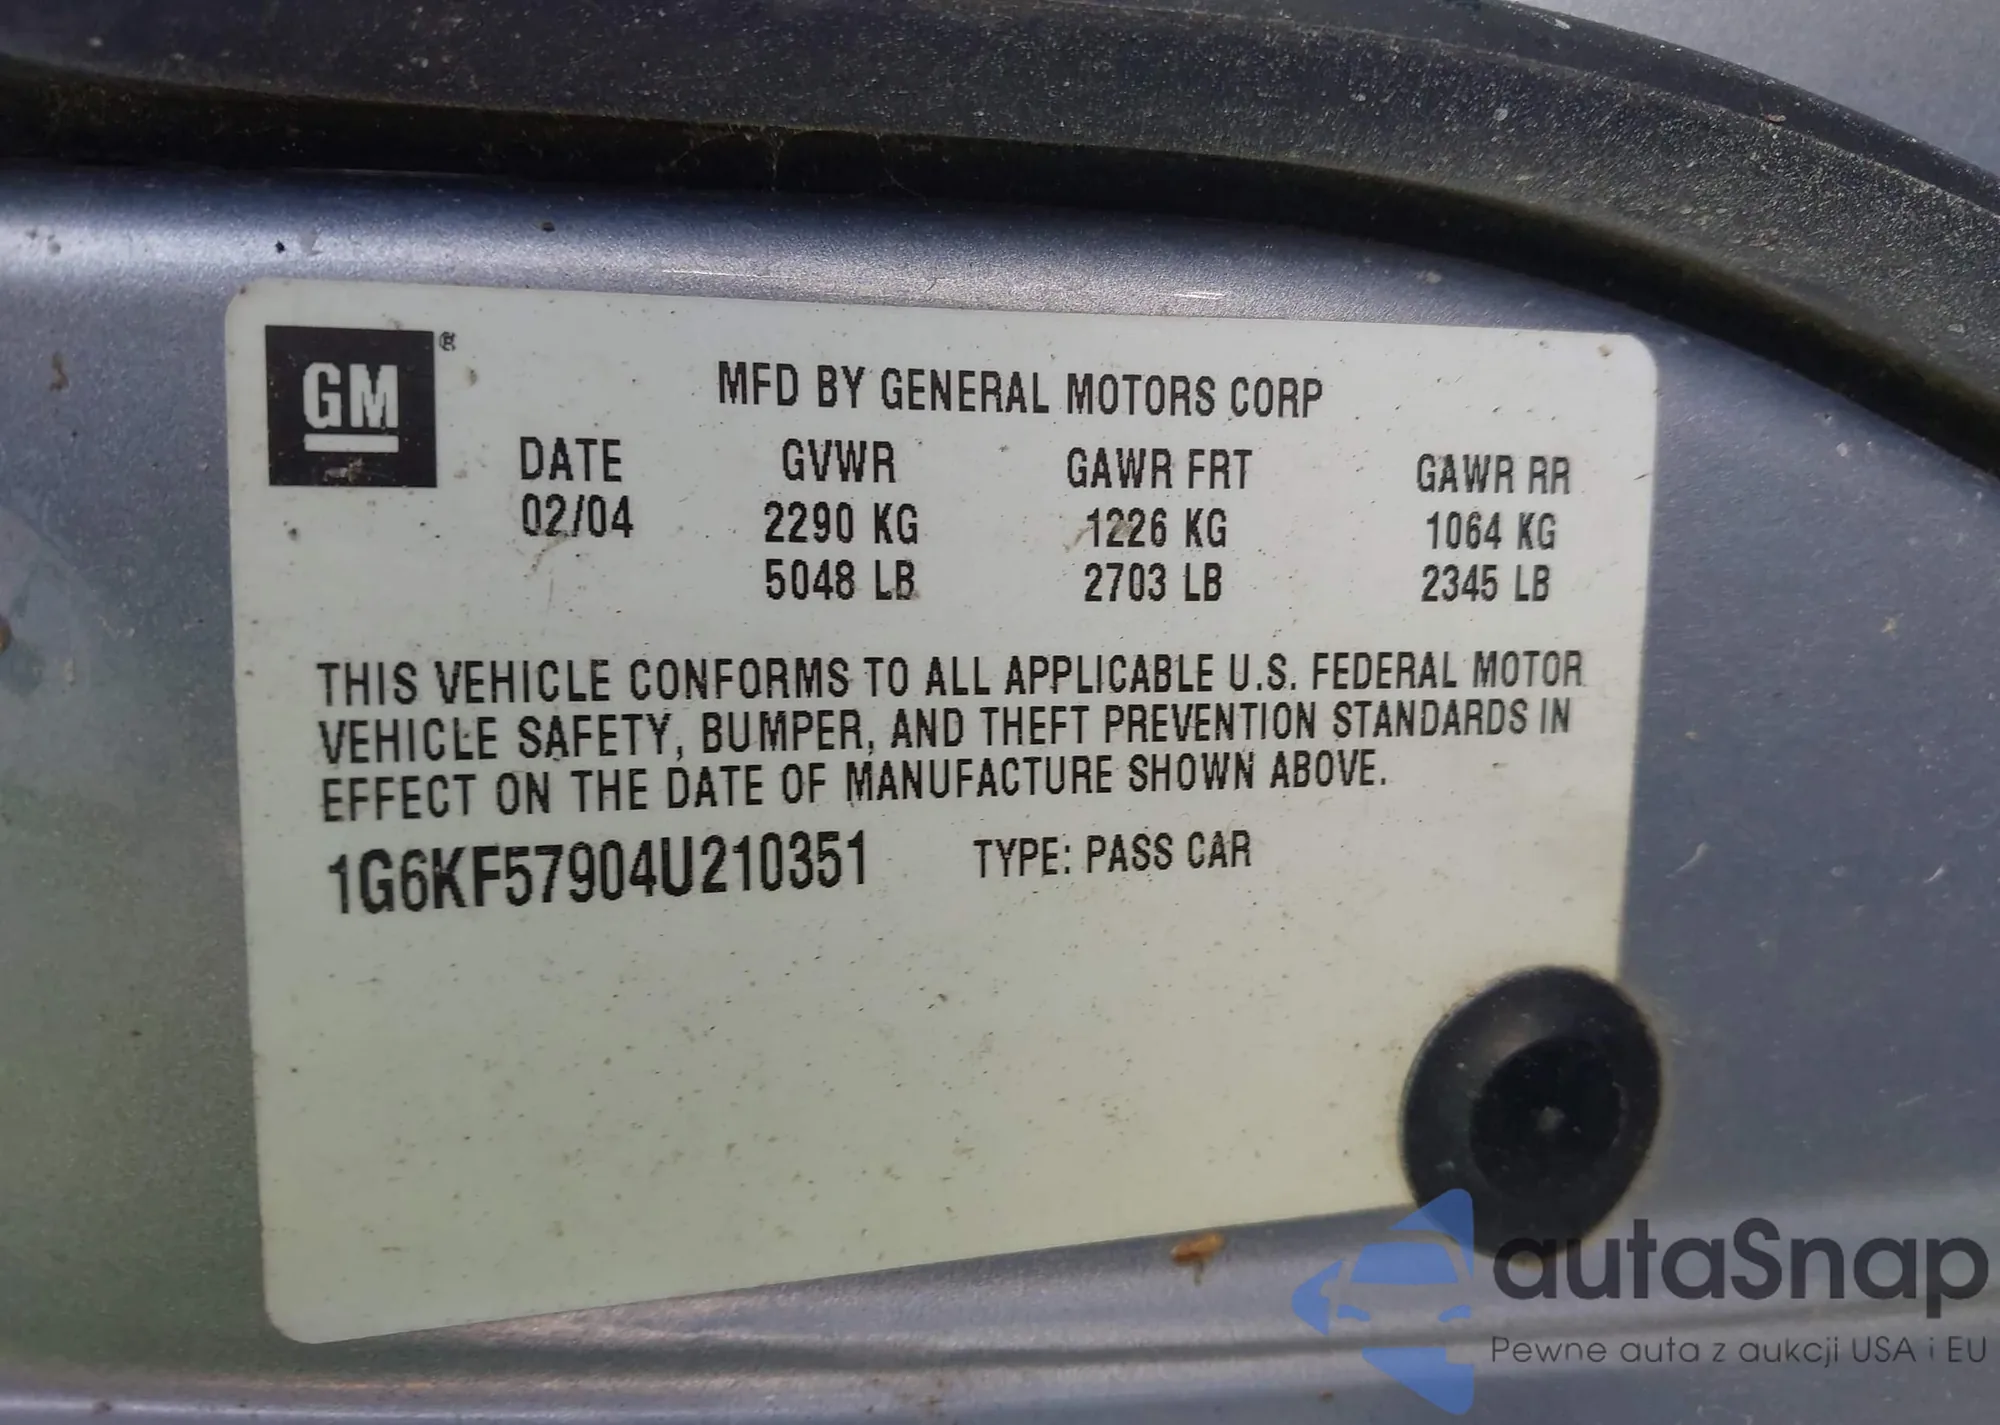 GM ®
MFD BY GENERAL MOTORS CORP
DATE GVWR GAWR FRT GAWR RR
02/04 2290 KG 1226 KG 1064 KG
5048 LB 2703 LB 2345 LB
THIS VEHICLE CONFORMS TO ALL APPLICABLE U.S. FEDERAL MOTOR
VEHICLE SAFETY, BUMPER, AND THEFT PREVENTION STANDARDS IN
EFFECT ON THE DATE OF MANUFACTURE SHOWN ABOVE.
1G6KF57904U210351 TYPE: PASS CAR
autaSnap
Pewne auta z aukcji USA i EU